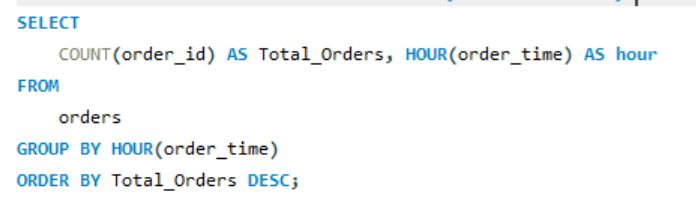 SELECT
    COUNT(order_id) AS Total_Orders, HOUR(order_time) AS hour
FROM
    orders
GROUP BY HOUR(order_time)
ORDER BY Total_Orders DESC;